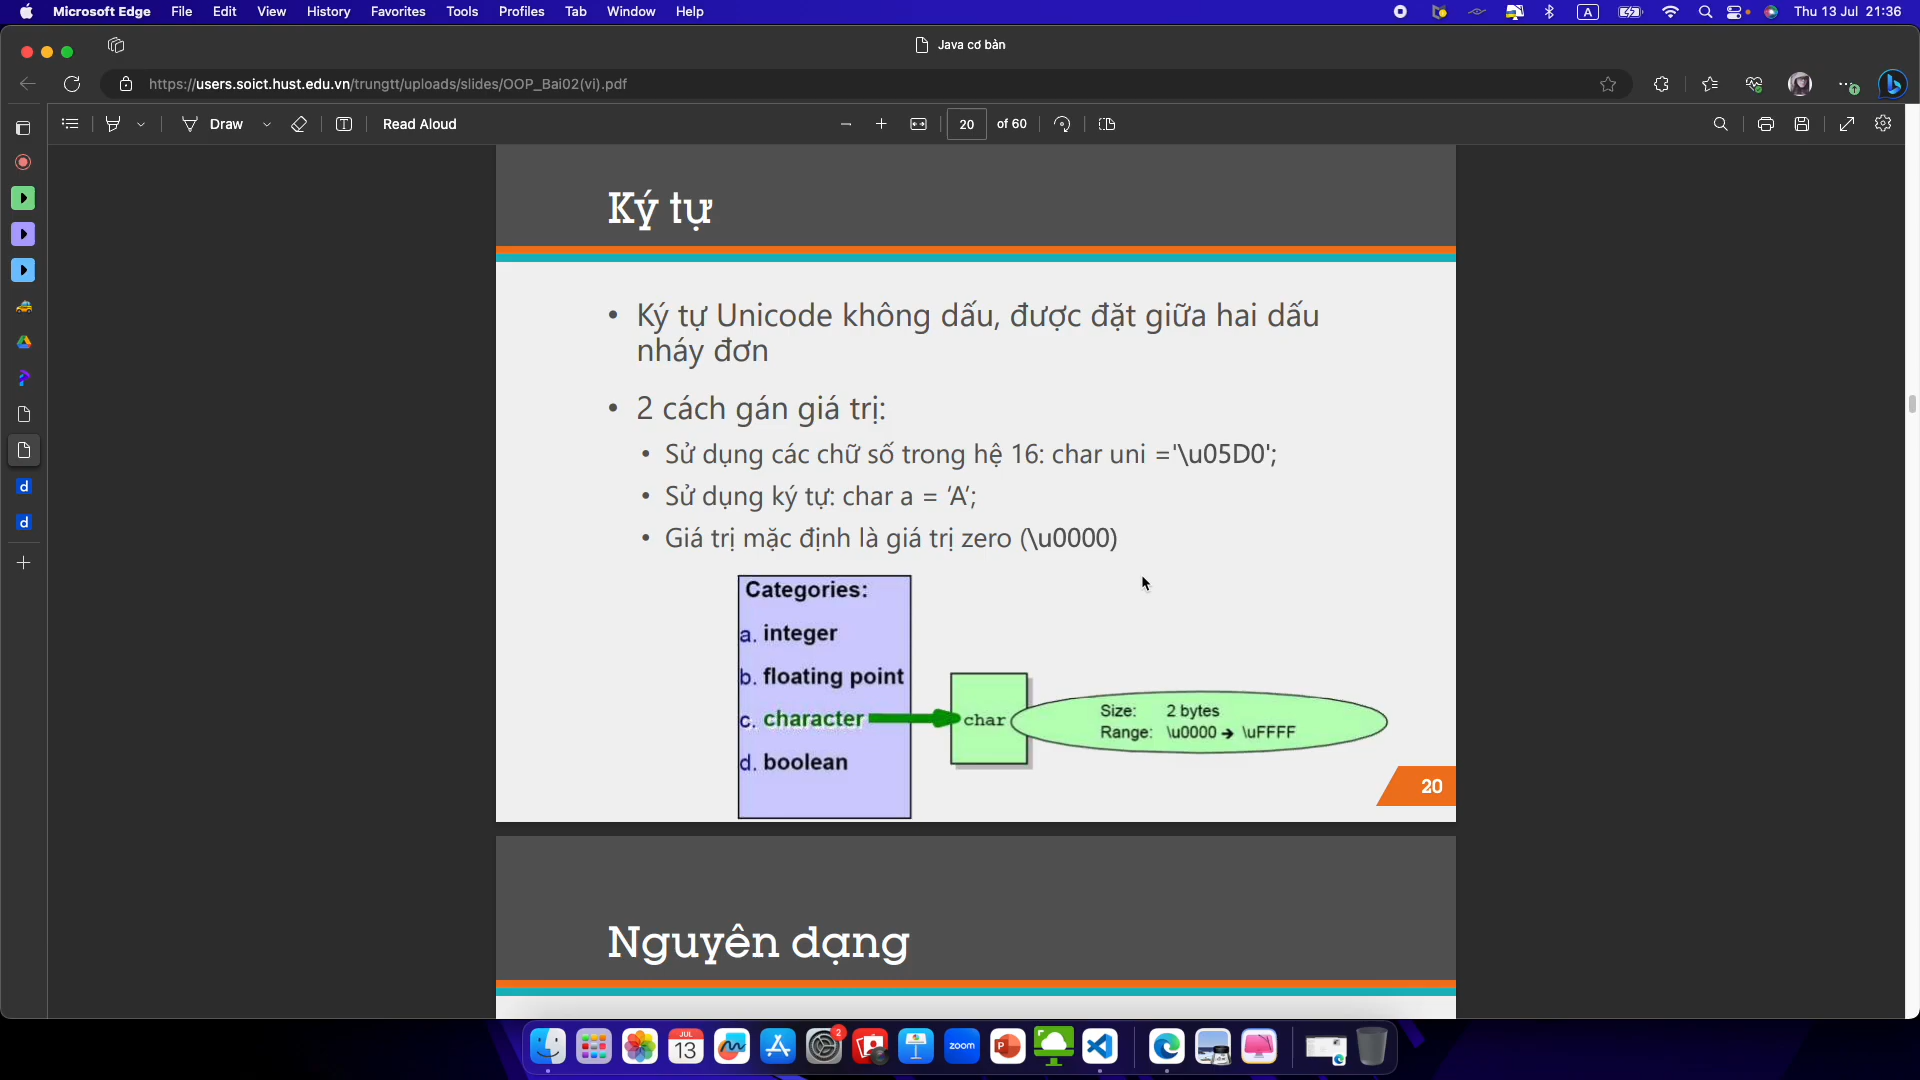 Microsoft Edge File Edit View History Favorites Tools Profiles Tab Window Help
A
Thu 13 Jul 21:36
Java cơ bản
https://users.soict.hust.edu.vn/trungtt/uploads/slides/OOP_Bai02(vi).pdf
Draw
Read Aloud
20 of 60
Ký tự
• Ký tự Unicode không dấu, được đặt giữa hai dấu
nháy đơn
• 2 cách gán giá trị:
• Sử dụng các chữ số trong hệ 16: char uni ='\u05D0';
• Sử dụng ký tự: char a = ‘A’;
• Giá trị mặc định là giá trị zero (\u0000)
Categories:
a. integer
b. floating point
c. character
d. boolean
char
Size: 2 bytes
Range: \u0000 → \uFFFF
20
Nguyên dạng
d
d
JUL
13
2
zoom
P